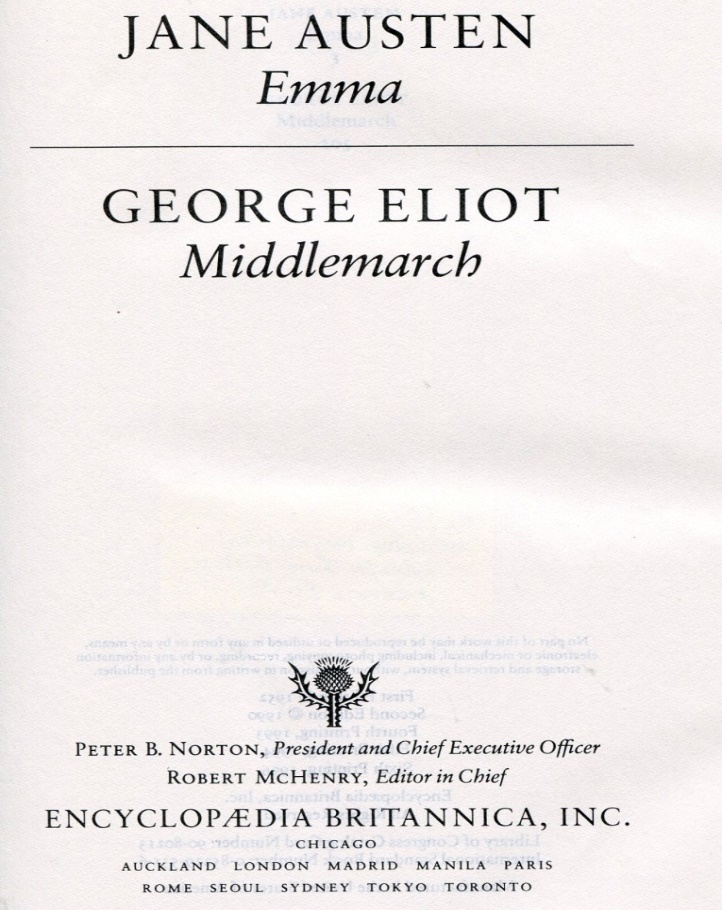 JANE AUSTEN
Emma
GEORGE ELIOT
Middlemarch
PETER B. NORTON, President and Chief Executive Officer
ROBERT MCHENRY, Editor in Chief
ENCYCLOPÆDIA BRITANNICA, INC.
CHICAGO
AUCKLAND LONDON MADRID MANILA PARIS
ROME SEOUL SYDNEY TOKYO TORONTO